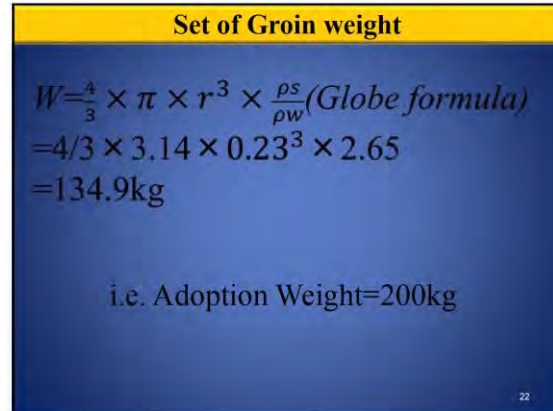 Set of Groin weight
W=4/3 × π × r³ × ρs/ρw(Globe formula)
=4/3 × 3.14 × 0.23³ × 2.65
=134.9kg
i.e. Adoption Weight=200kg
22